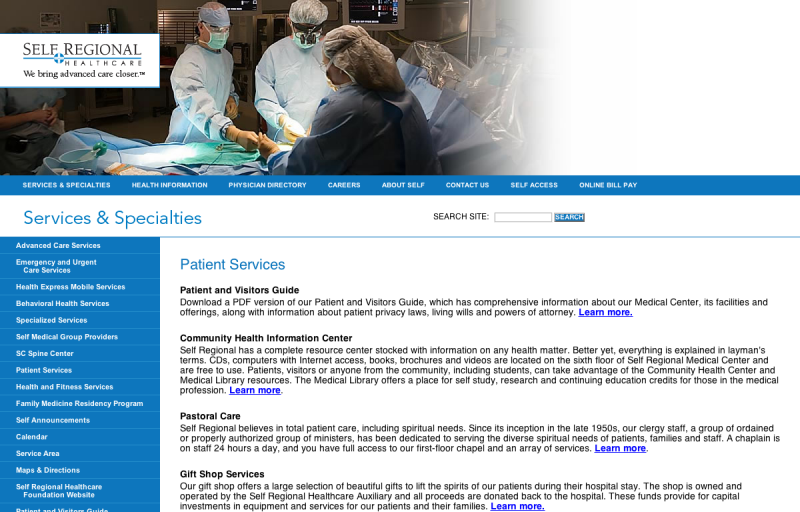 SELF REGIONAL
HEALTHCARE
We bring advanced care closer.™
SERVICES & SPECIALTIES HEALTH INFORMATION PHYSICIAN DIRECTORY CAREERS ABOUT SELF CONTACT US SELF ACCESS ONLINE BILL PAY
Services & Specialties
SEARCH SITE: SEARCH
Advanced Care Services
Emergency and Urgent
Care Services
Health Express Mobile Services
Behavioral Health Services
Specialized Services
Self Medical Group Providers
SC Spine Center
Patient Services
Health and Fitness Services
Family Medicine Residency Program
Self Announcements
Calendar
Service Area
Maps & Directions
Self Regional Healthcare
Foundation Website
Patient and Visitors Guide
Patient Services
Patient and Visitors Guide
Download a PDF version of our Patient and Visitors Guide, which has comprehensive information about our Medical Center, its facilities and
offerings, along with information about patient privacy laws, living wills and powers of attorney. Learn more.
Community Health Information Center
Self Regional has a complete resource center stocked with information on any health matter. Better yet, everything is explained in layman's
terms. CDs, computers with Internet access, books, brochures and videos are located on the sixth floor of Self Regional Medical Center and
are free to use. Patients, visitors or anyone from the community, including students, can take advantage of the Community Health Center and
Medical Library resources. The Medical Library offers a place for self study, research and continuing education credits for those in the medical
profession. Learn more.
Pastoral Care
Self Regional believes in total patient care, including spiritual needs. Since its inception in the late 1950s, our clergy staff, a group of ordained
or properly authorized group of ministers, has been dedicated to serving the diverse spiritual needs of patients, families and staff. A chaplain is
on staff 24 hours a day, and you have full access to our first-floor chapel and an array of services. Learn more.
Gift Shop Services
Our gift shop offers a large selection of beautiful gifts to lift the spirits of our patients during their hospital stay. The shop is owned and
operated by the Self Regional Healthcare Auxiliary and all proceeds are donated back to the hospital. These funds provide for capital
investments in equipment and services for our patients and their families. Learn more.